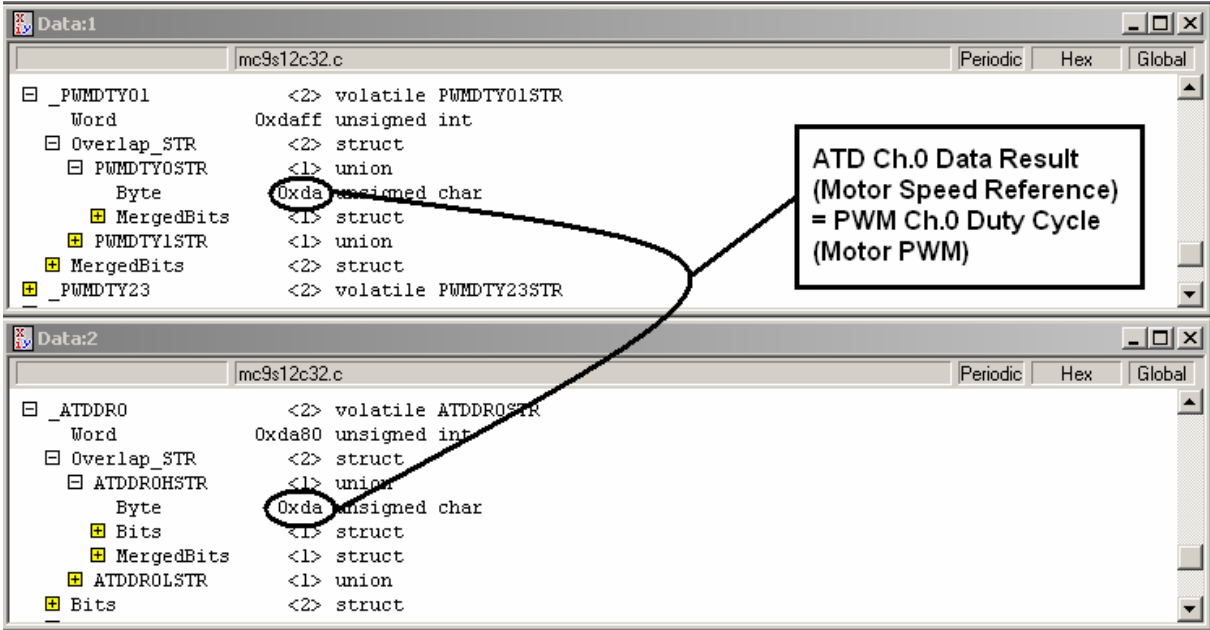 Data:1
mc9s12c32.c Periodic Hex Global
_PWMDTY01 <2> volatile PWMDTY01STR
Word 0xdaff unsigned int
Overlap_STR <2> struct
PWMDTY0STR <1> union
Byte 0xda unsigned char
MergedBits <1> struct
PWMDTY1STR <1> union
MergedBits <2> struct
_PWMDTY23 <2> volatile PWMDTY23STR
ATD Ch.0 Data Result
(Motor Speed Reference)
= PWM Ch.0 Duty Cycle
(Motor PWM)
Data:2
mc9s12c32.c Periodic Hex Global
_ATDDR0 <2> volatile ATDDR0STR
Word 0xda80 unsigned int
Overlap_STR <2> struct
ATDDR0HSTR <1> union
Byte 0xda unsigned char
Bits <1> struct
MergedBits <1> struct
ATDDR0LSTR <1> union
Bits <2> struct